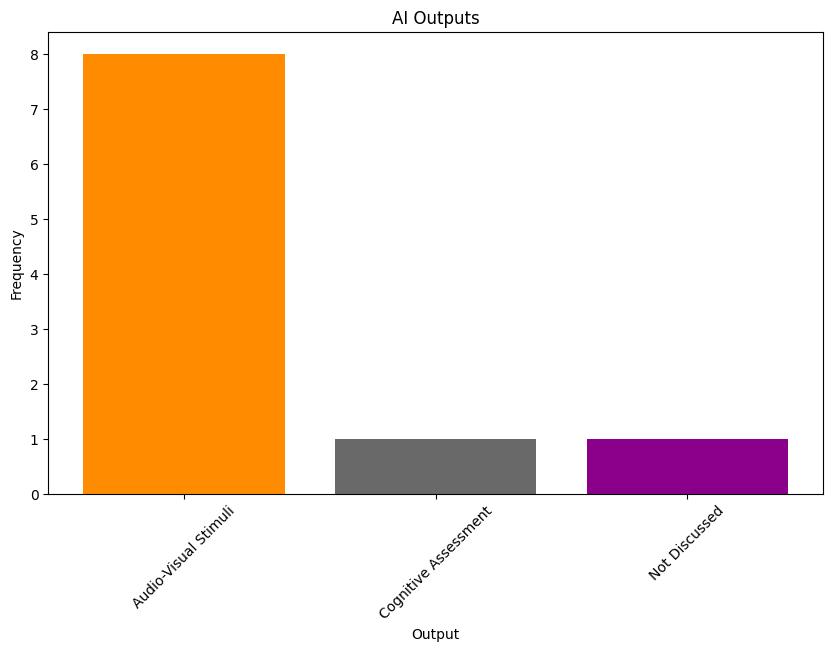 AI Outputs
Frequency
8
7
6
5
4
3
2
1
0
Audio-Visual Stimuli
Cognitive Assessment
Not Discussed
Output